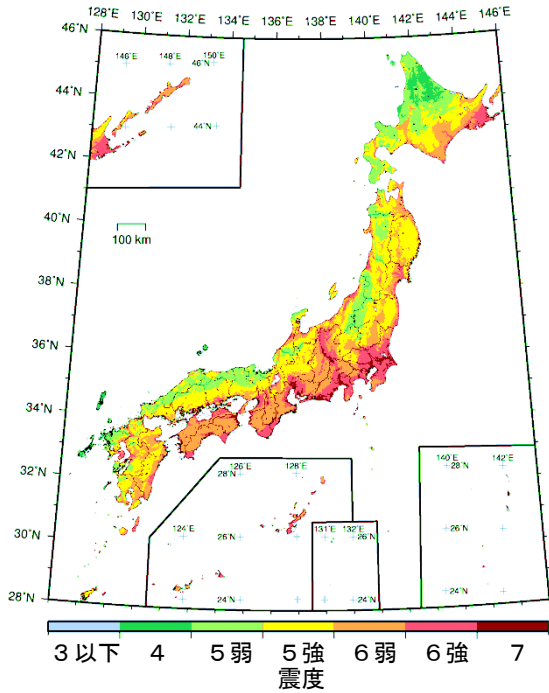 128˚E 130˚E 132˚E 134˚E 136˚E 138˚E 140˚E 142˚E 144˚E 146˚E
46˚N
146˚E 148˚E 150˚E
46˚N
44˚N
44˚N
42˚N
40˚N
100 km
38˚N
36˚N
34˚N
32˚N
126˚E 128˚E
28˚N
140˚E 142˚E
28˚N
124˚E
131˚E 132˚E
30˚N
26˚N
26˚N
26˚N
28˚N
24˚N
24˚N
24˚N
3以下 4 5弱 5強 6弱 6強 7
震度